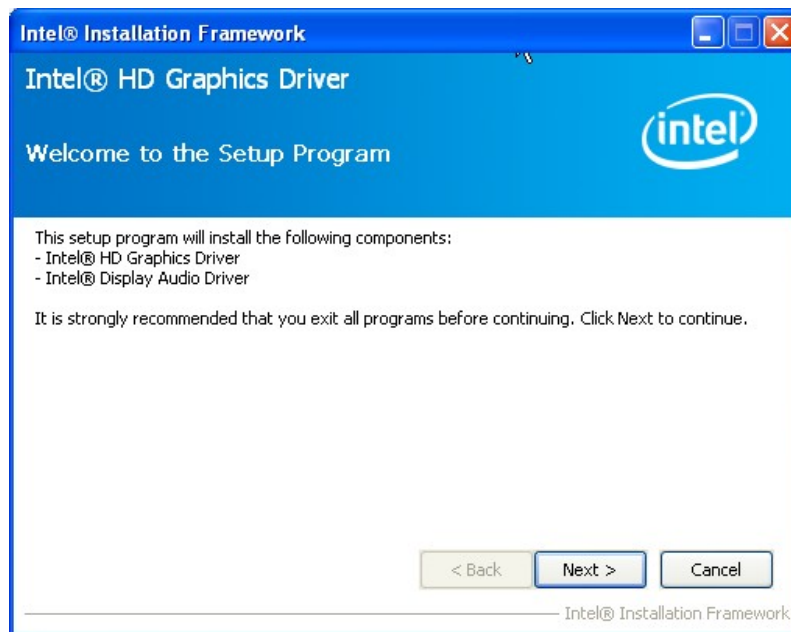 Intel® Installation Framework
Intel® HD Graphics Driver
intel®
Welcome to the Setup Program
This setup program will install the following components:
- Intel® HD Graphics Driver
- Intel® Display Audio Driver
It is strongly recommended that you exit all programs before continuing. Click Next to continue.
< Back Next > Cancel
Intel® Installation Framework